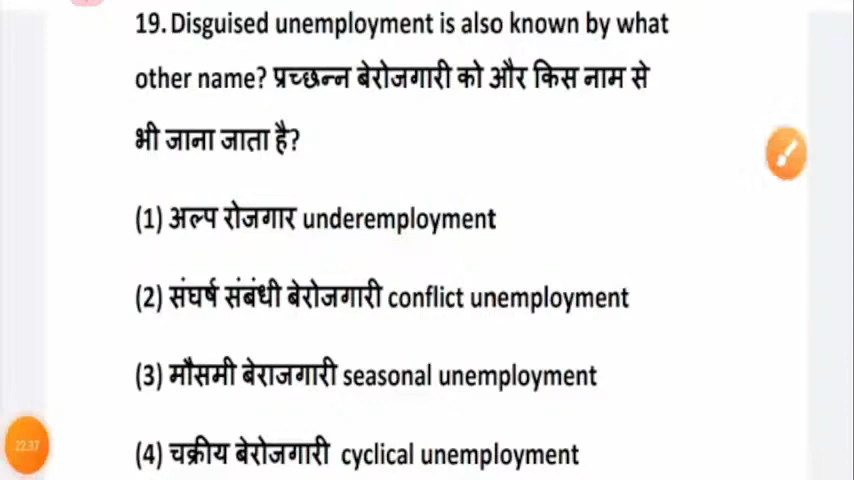 19. Disguised unemployment is also known by what
other name? प्रच्छन्न बेरोजगारी को और किस नाम से
भी जाना जाता है?
(1) अल्प रोजगार underemployment
(2) संघर्ष संबंधी बेरोजगारी conflict unemployment
(3) मौसमी बेराजगारी seasonal unemployment
22:37
(4) चक्रीय बेरोजगारी cyclical unemployment